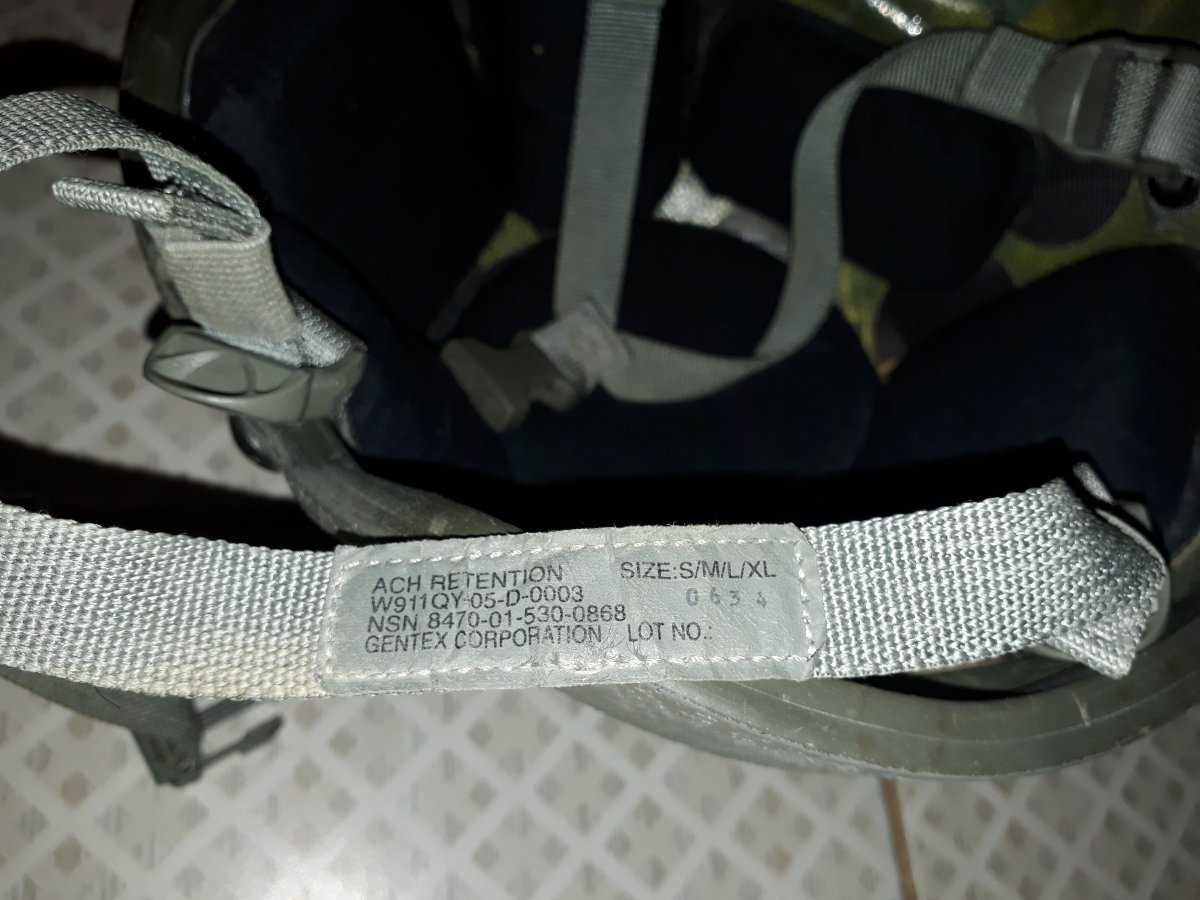 ACH RETENTION SIZE:S/M/L/XL
W911QY-05-D-0003 0634
NSN 8470-01-530-0868
GENTEX CORPORATION LOT NO.: